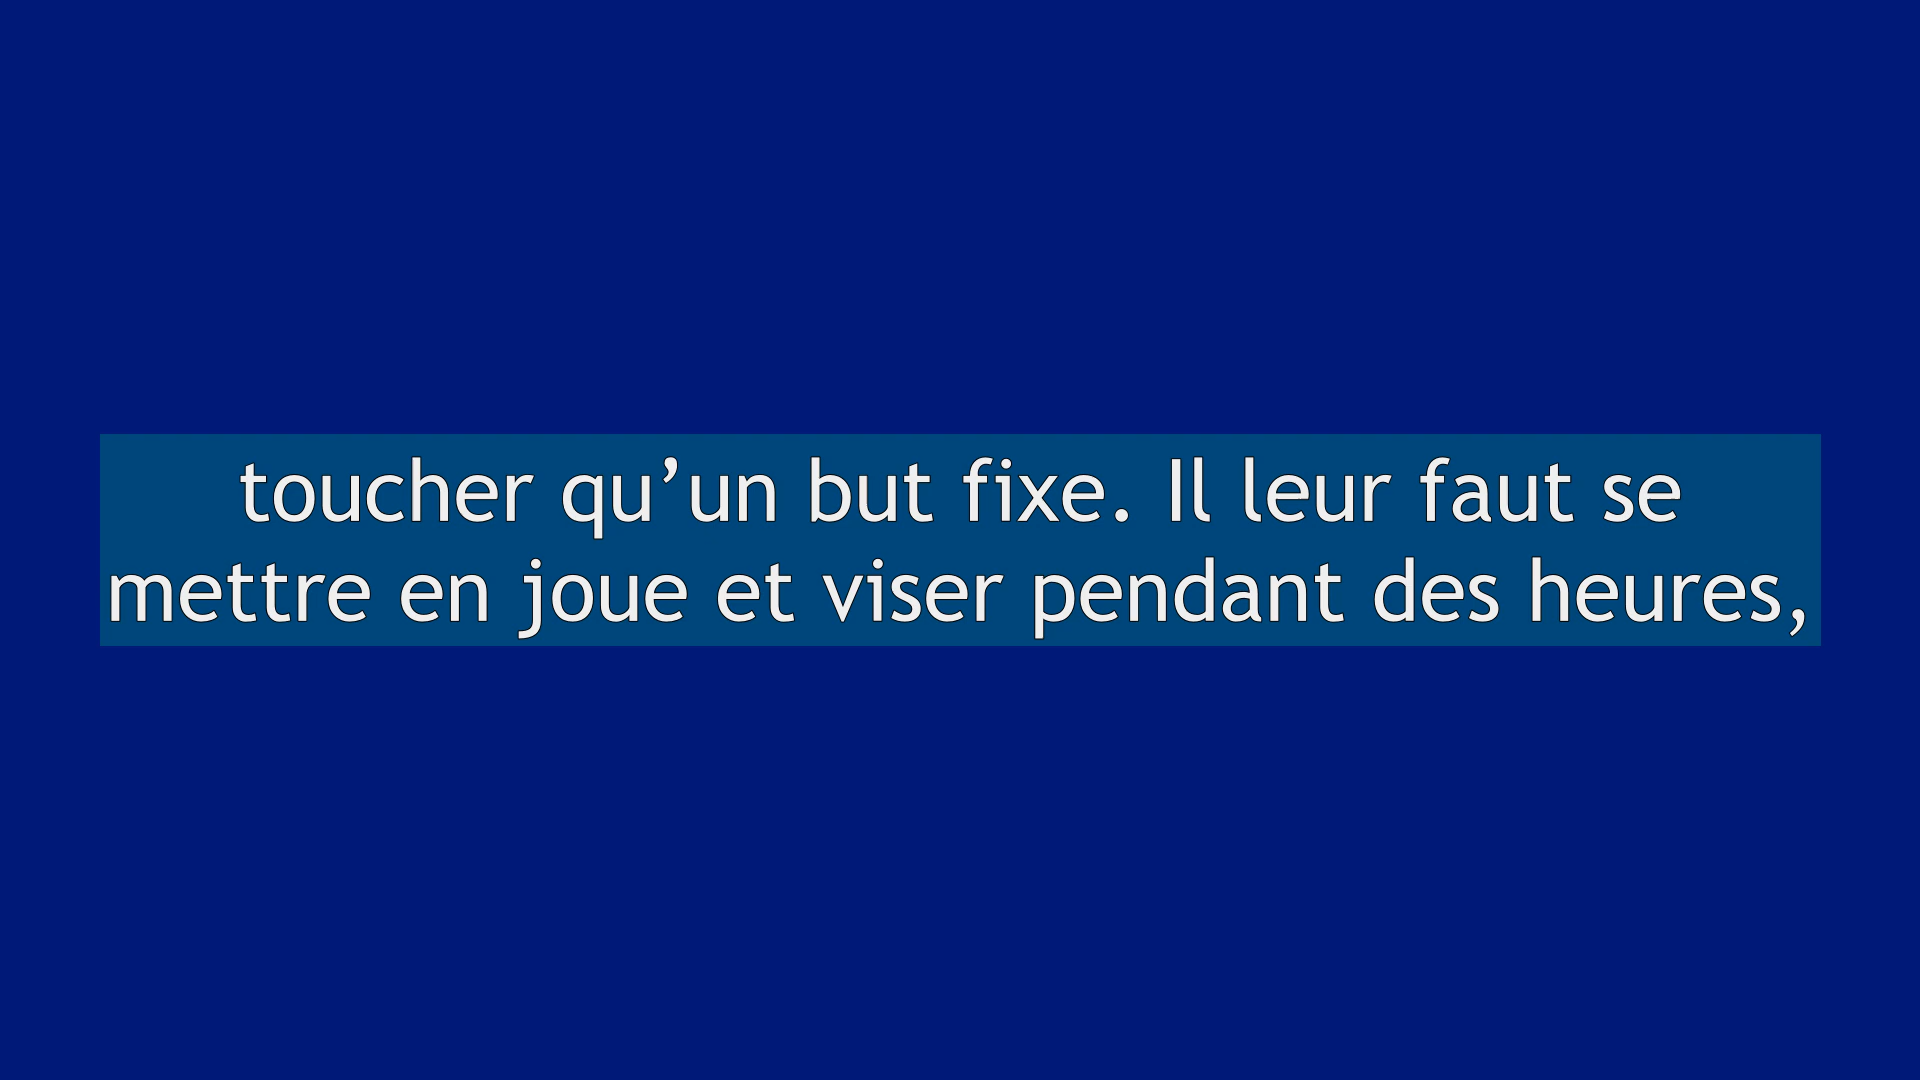 toucher qu’un but fixe. Il leur faut se
mettre en joue et viser pendant des heures,